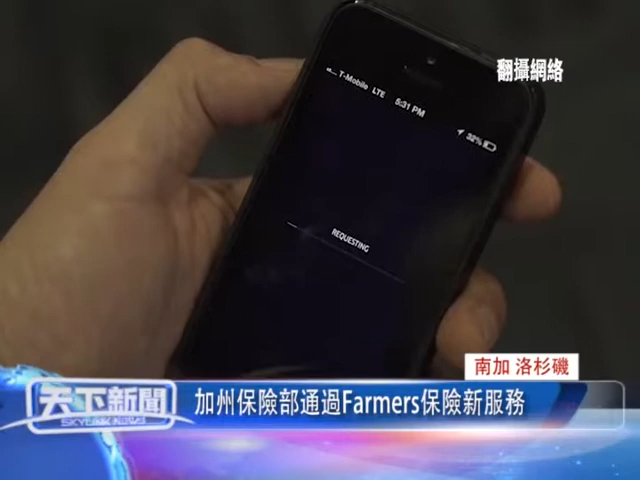 翻攝網絡
T-Mobile LTE 5:31 PM 32%
REQUESTING
南加 洛杉磯
天下新聞
加州保險部通過Farmers保險新服務